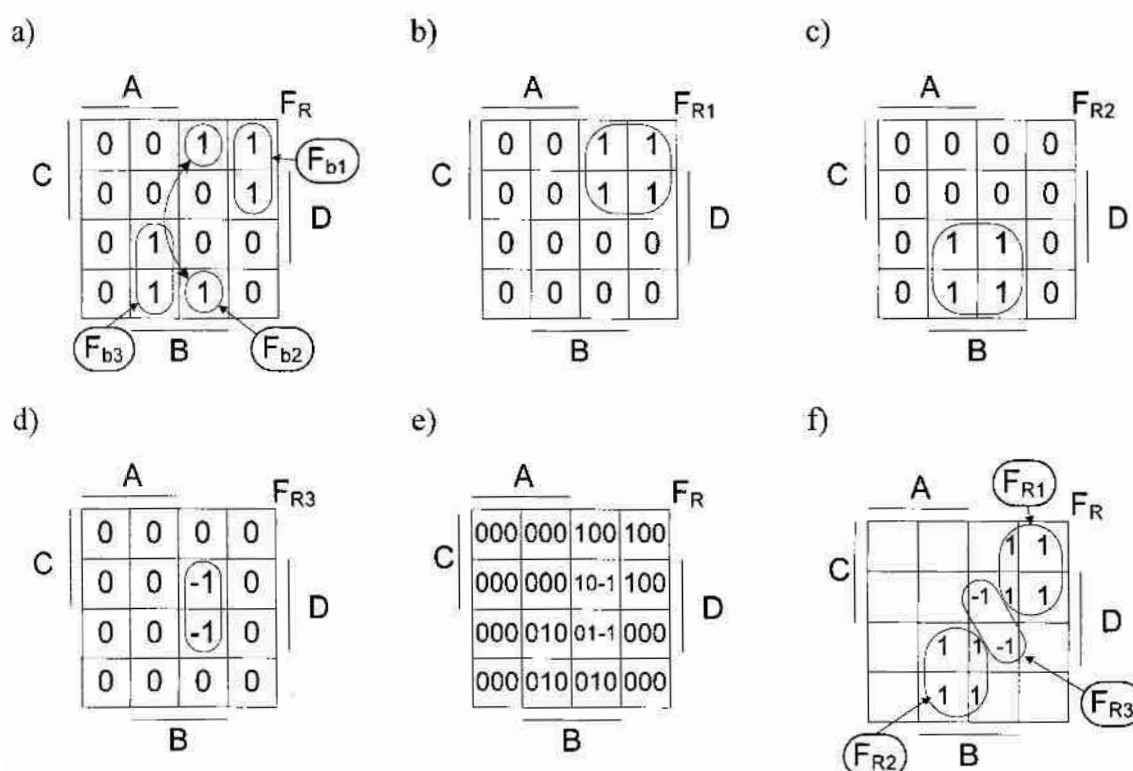 a) b) c)
A F_R A F_R1 A F_R2
0 0 1 1 0 0 1 1 0 0 0 0
C F_b1 C C
0 0 0 1 0 0 1 1 0 0 0 0
D D D
0 1 0 0 0 0 0 0 0 1 1 0
0 1 1 0 0 0 0 0 0 1 1 0
F_b3 B F_b2 B B
d) e) f)
A F_R3 A F_R A F_R1 F_R
0 0 0 0 000 000 100 100 1 1
C C C
0 0 -1 0 000 000 10-1 100 -1 1 1
D D D
0 0 -1 0 000 010 01-1 000 1 1 -1
0 0 0 0 000 010 010 000 1 1 F_R3
B B F_R2 B